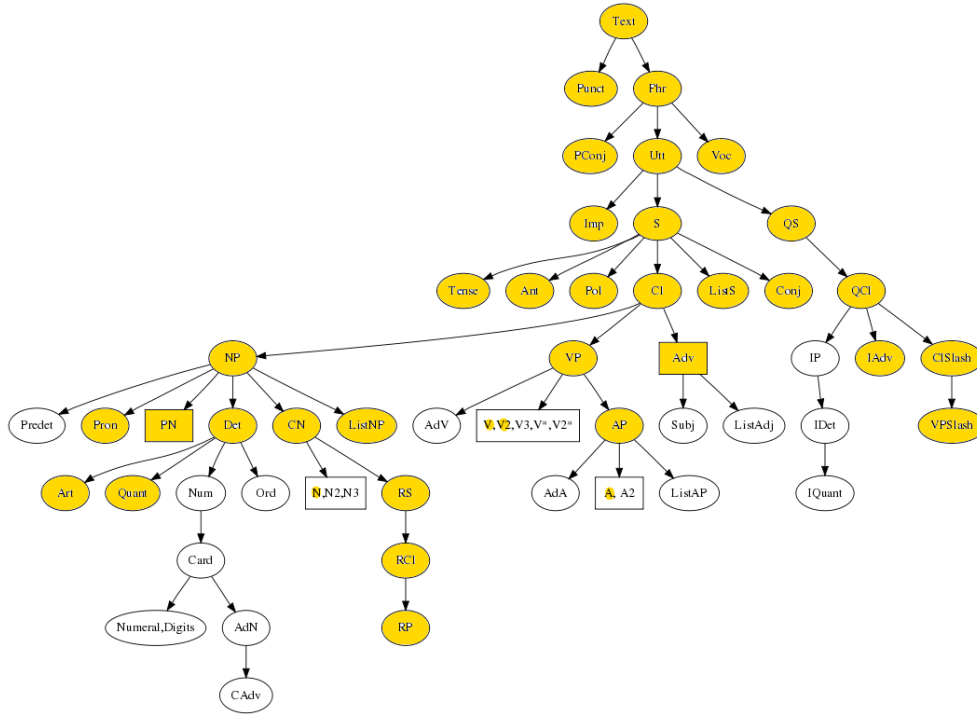 Text
Punct Phr
PConj Utt Voc
Imp S QS
Tense Ant Pol Cl ListS Conj QCl
NP VP Adv IP IAdv ClSlash
Predet Pron PN Det CN ListNP AdV V,V2,V3,V*,V2* AP Subj ListAdj IDet VPSlash
Art Quant Num Ord N,N2,N3 RS AdA A, A2 ListAP IQuant
Card RCl
Numeral,Digits AdN RP
CAdv